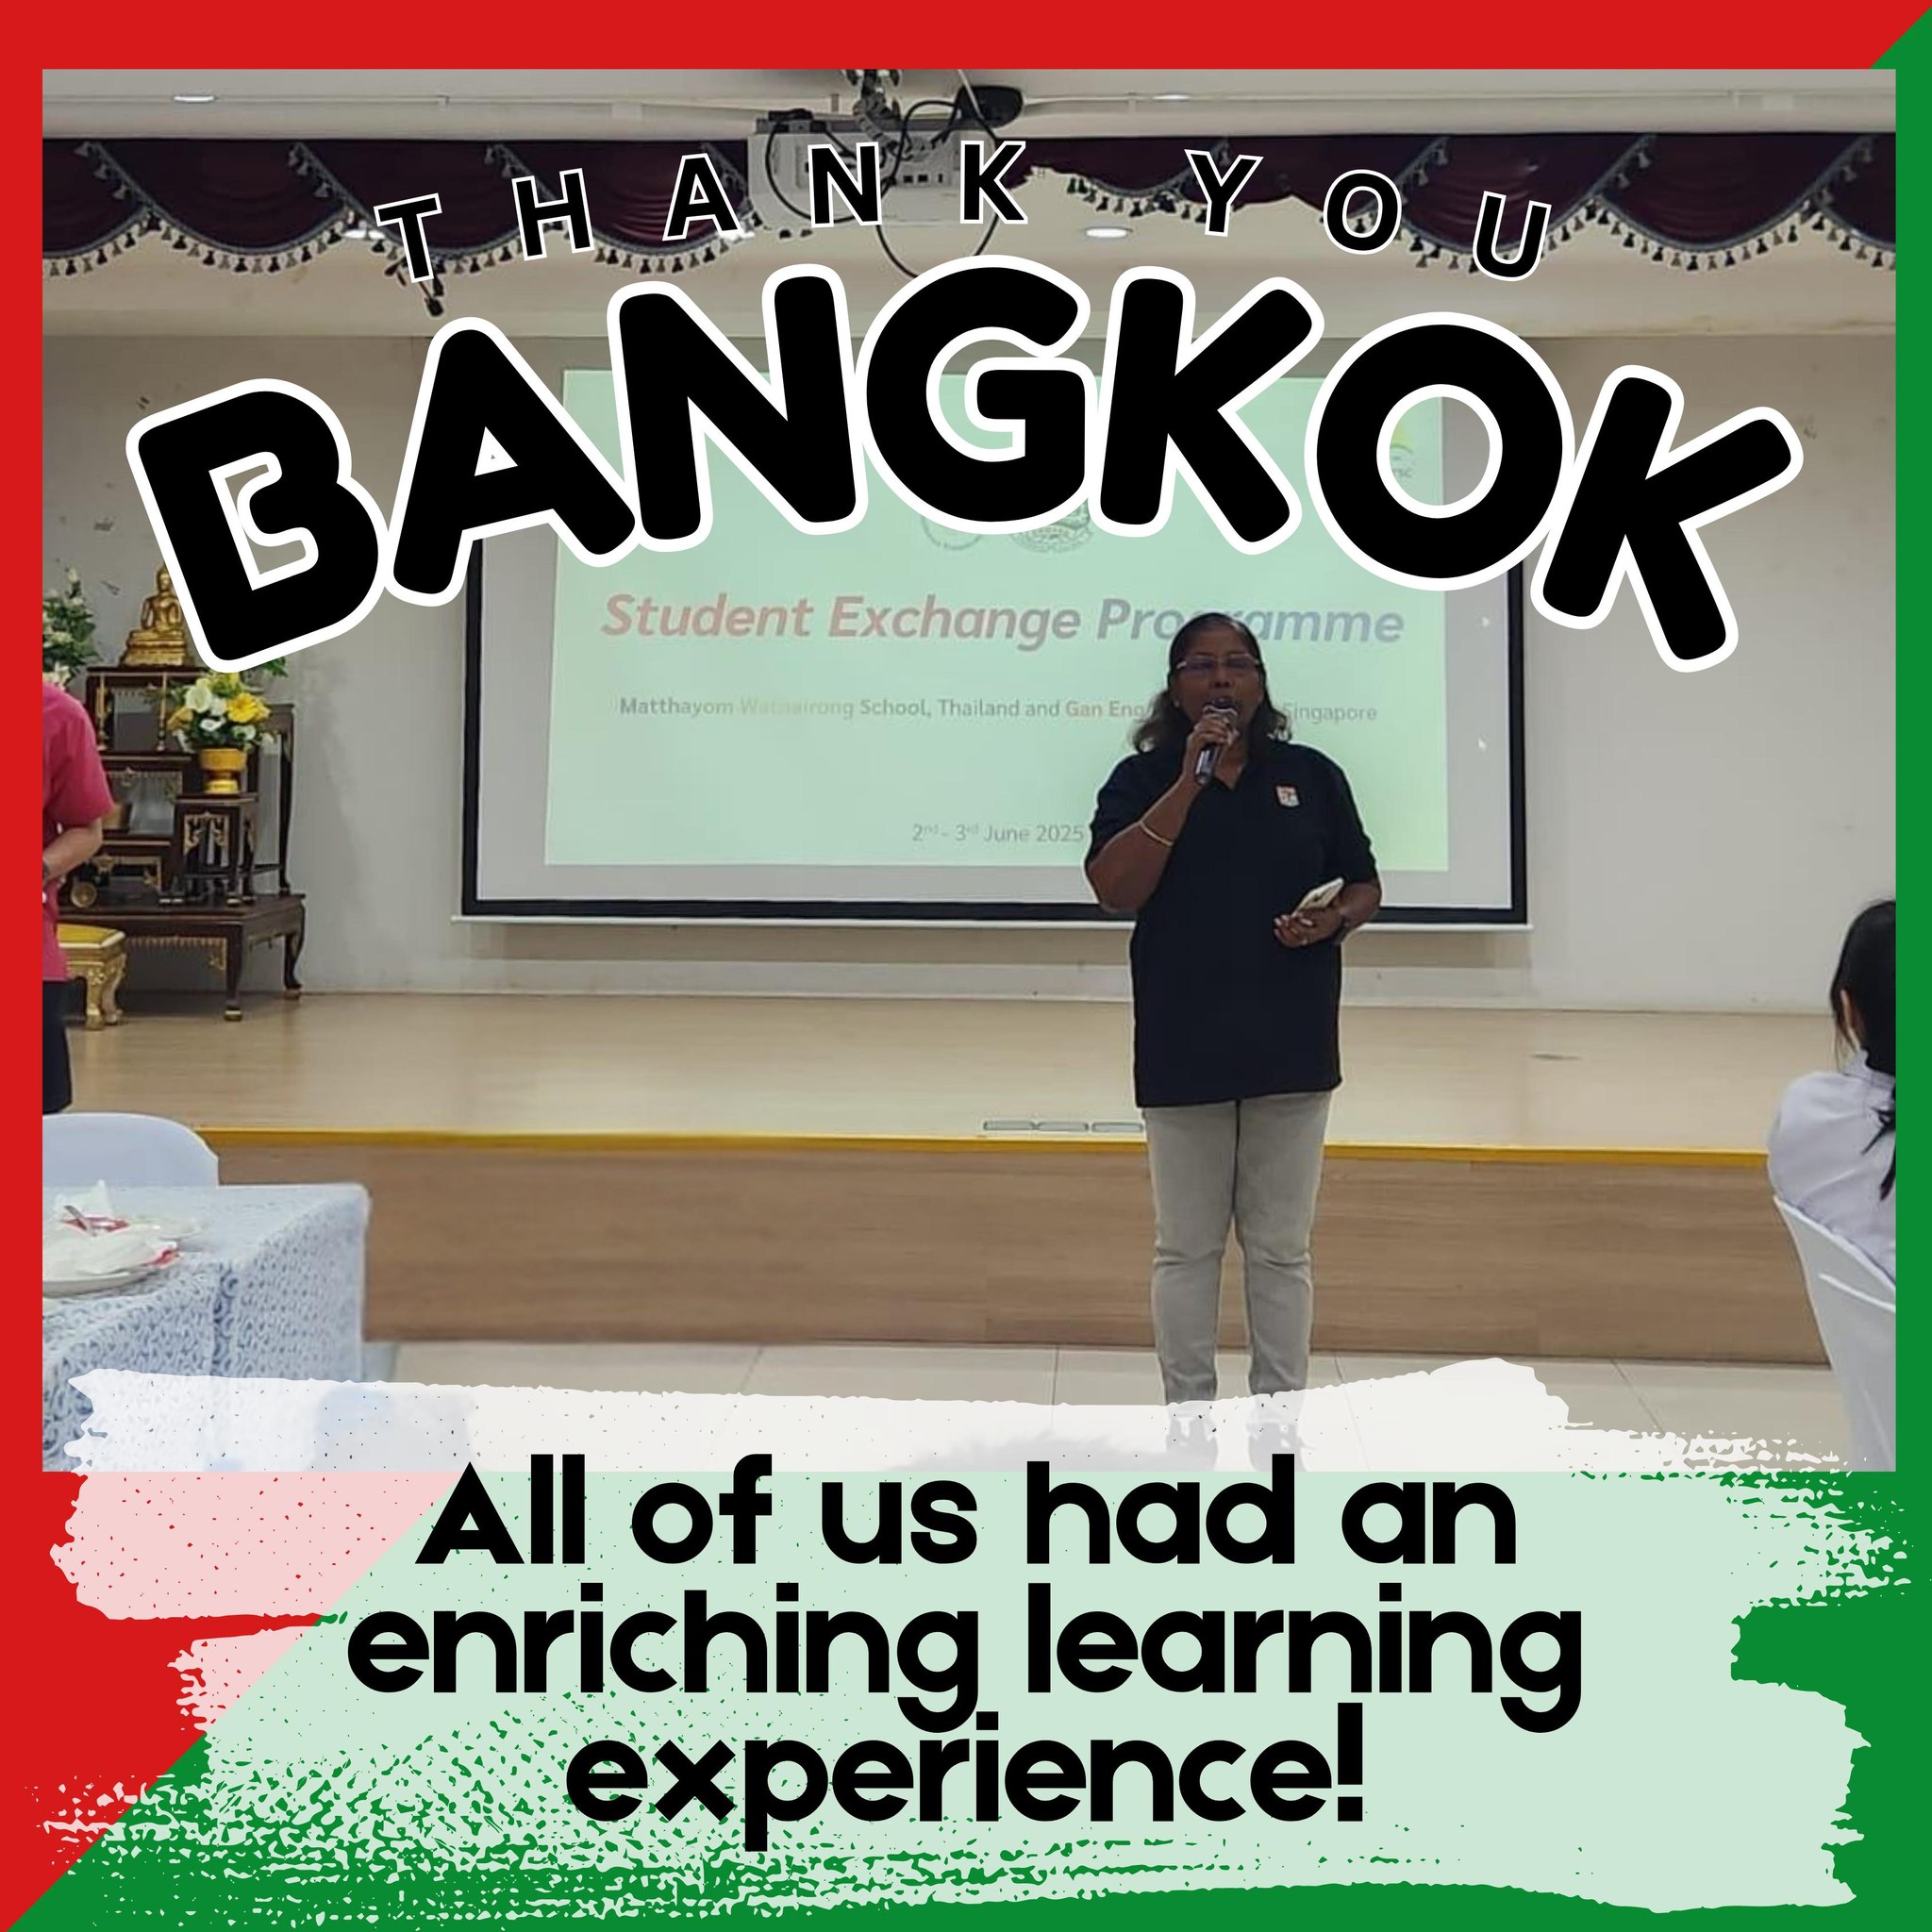 THANK YOU
BANGKOK
Student Exchange Pro amme
Matthayom School, Thailand and Gan Eng Singapore
2nd - 3rd June 2025
All of us had an
enriching learning
experience!